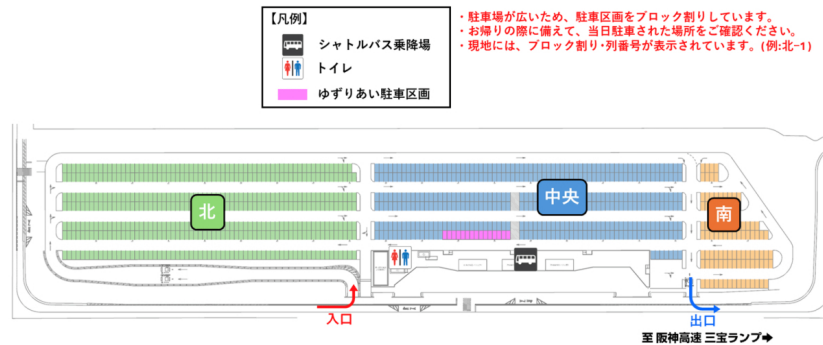 【凡例】
シャトルバス乗降場
トイレ
ゆずりあい駐車区画
・駐車場が広いため、駐車区画をブロック割りしています。
・お帰りの際に備えて、当日駐車された場所をご確認ください。
・現地には、ブロック割り・列番号が表示されています。(例:北-1)
北
中央
南
入口
出口
至 阪神高速 三宝ランプ➡